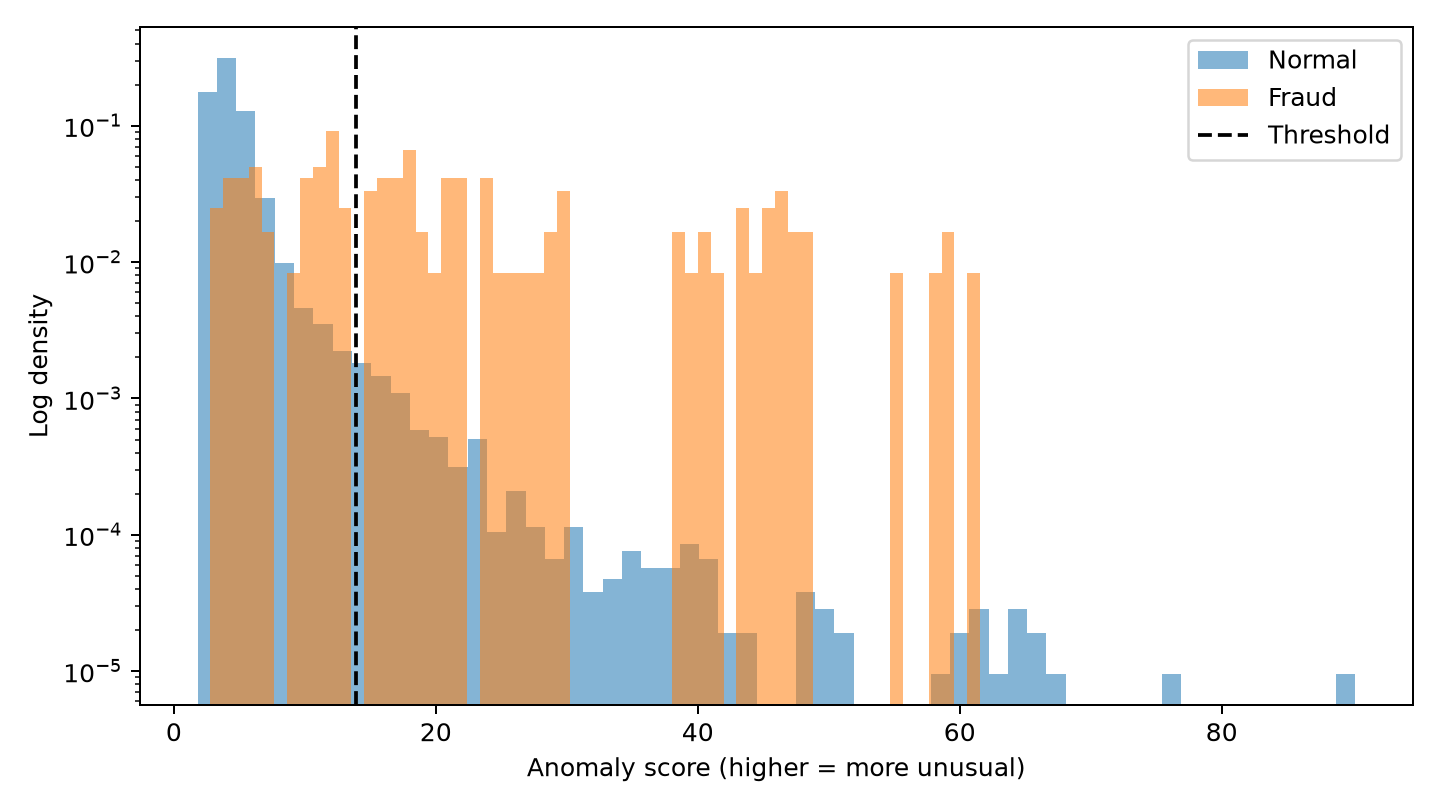 Normal
Fraud
Threshold
10⁻¹
10⁻²
10⁻³
10⁻⁴
10⁻⁵
Log density
0 20 40 60 80
Anomaly score (higher = more unusual)